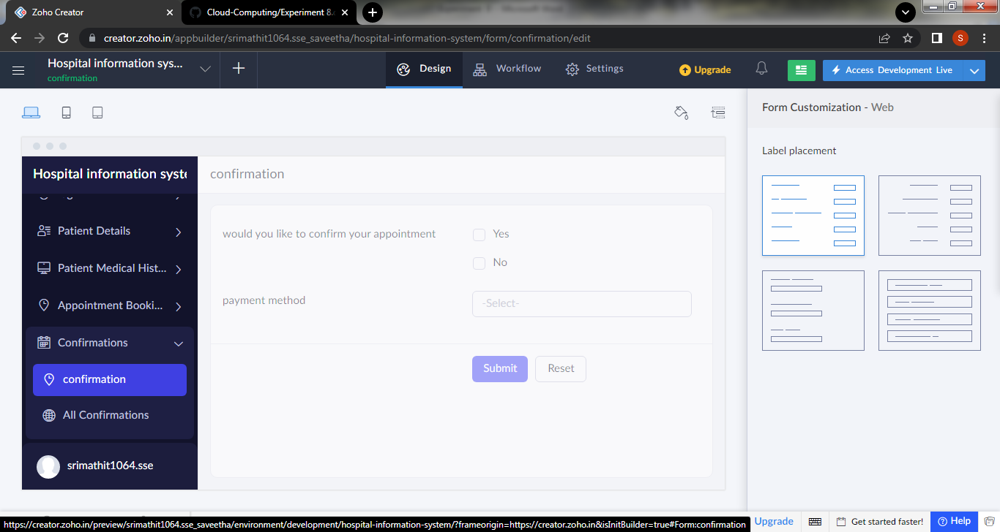 Zoho Creator
Cloud-Computing/Experiment 8.
creator.zoho.in/appbuilder/srimathit1064.sse_saveetha/hospital-information-system/form/confirmation/edit
S
Hospital information sys...
confirmation
Design
Workflow
Settings
Upgrade
Access Development Live
Form Customization - Web
Label placement
Hospital information syste
confirmation
Patient Details
Patient Medical Hist...
Appointment Booki...
Confirmations
confirmation
All Confirmations
srimathit1064.sse
would you like to confirm your appointment
Yes
No
payment method
-Select-
Submit
Reset
https://creator.zoho.in/preview/srimathit1064.sse_saveetha/environment/development/hospital-information-system/?frameorigin=https://creator.zoho.in&isInitBuilder=true#Form:confirmation
Upgrade
Get started faster!
Help